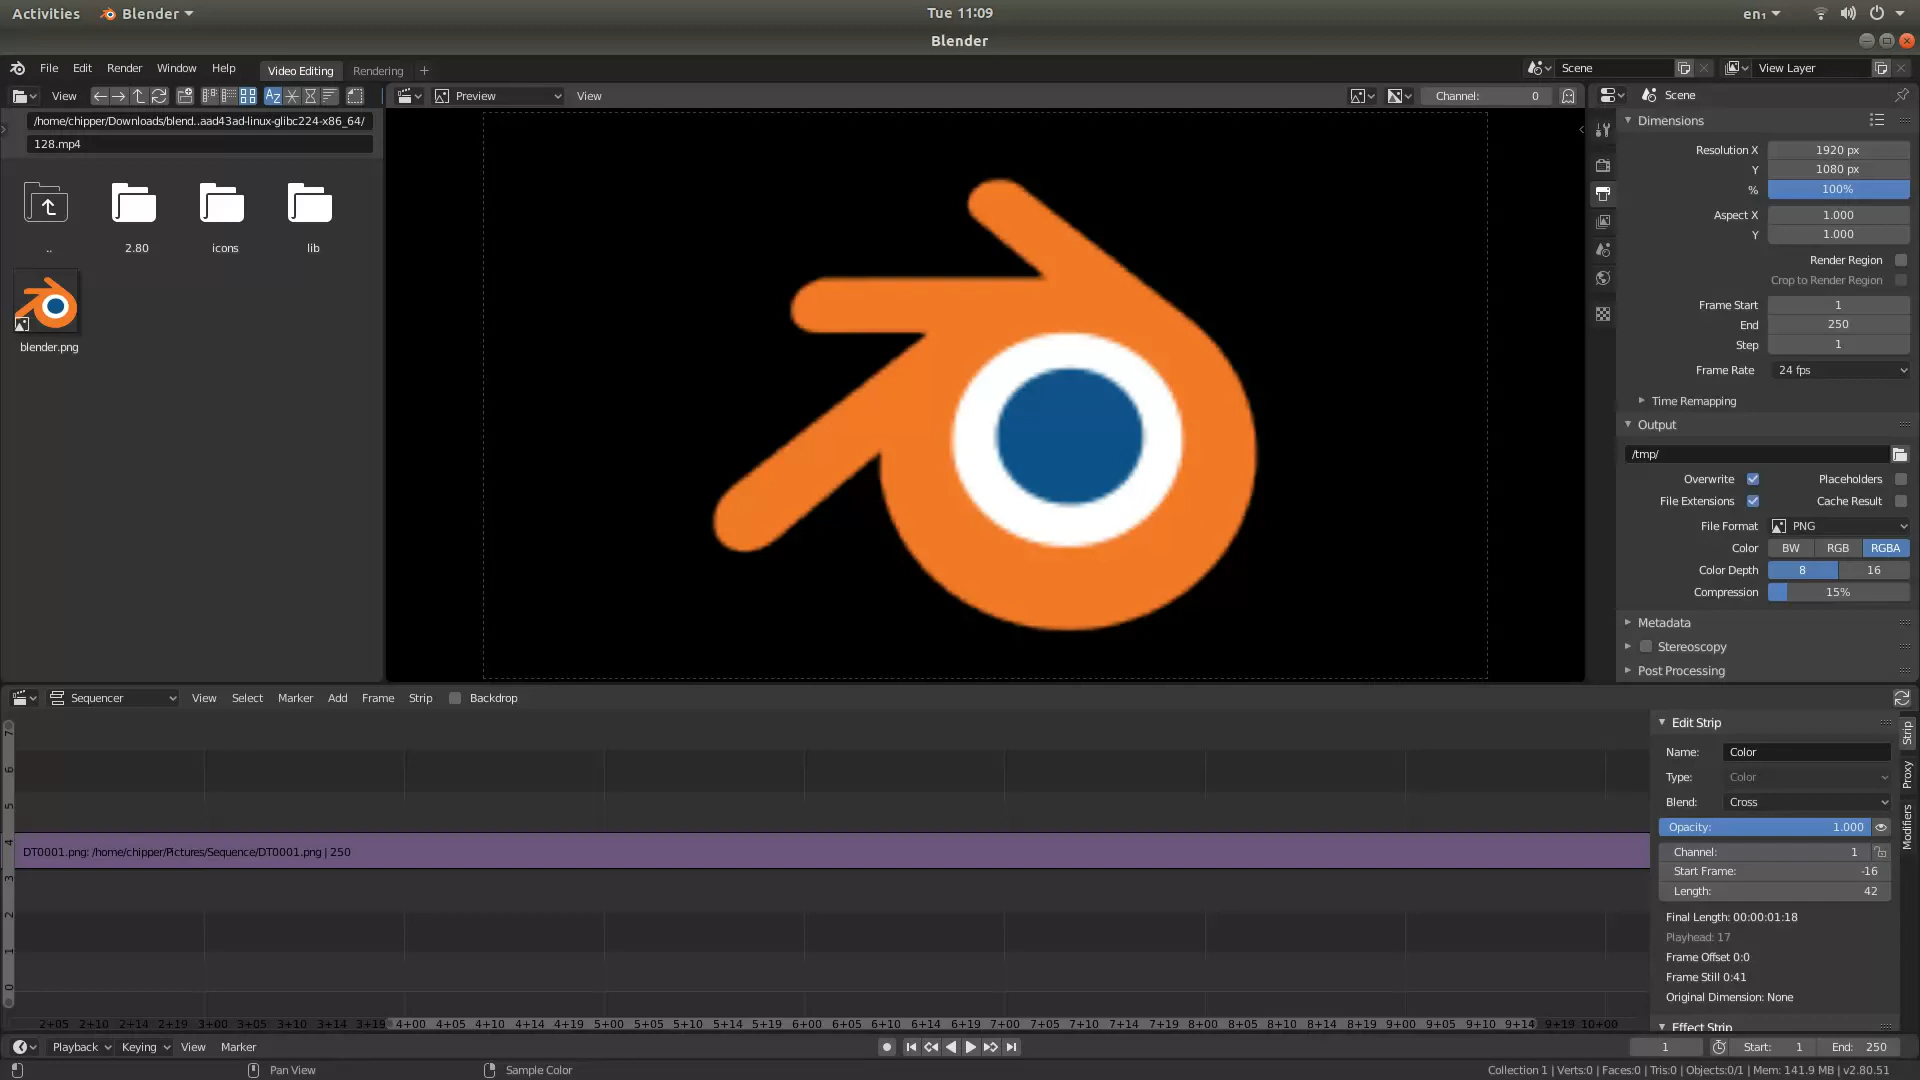 Activities Blender Tue 11:09 en₁
Blender
File Edit Render Window Help Video Editing Rendering + Scene View Layer
View Preview View Channel: 0 Scene
/home/chipper/Downloads/blend..aad43ad-linux-glibc224-x86_64/
128.mp4
..
2.80
icons
lib
blender.png
Dimensions
Resolution X 1920 px
Y 1080 px
% 100%
Aspect X 1.000
Y 1.000
Render Region
Crop to Render Region
Frame Start 1
End 250
Step 1
Frame Rate 24 fps
Time Remapping
Output
/tmp/
Overwrite Placeholders
File Extensions Cache Result
File Format PNG
Color BW RGB RGBA
Color Depth 8 16
Compression 15%
Metadata
Stereoscopy
Post Processing
Sequencer View Select Marker Add Frame Strip Backdrop
7
6
5
4
3
2
1
0
DT0001.png: /home/chipper/Pictures/Sequence/DT0001.png | 250
2+05 2+10 2+14 2+19 3+00 3+05 3+10 3+14 3+19 4+00 4+05 4+10 4+14 4+19 5+00 5+05 5+10 5+14 5+19 6+00 6+05 6+10 6+14 6+19 7+00 7+05 7+10 7+14 7+19 8+00 8+05 8+10 8+14 8+19 9+00 9+05 9+10 9+14 9+19 10+00
Edit Strip
Name: Color
Type: Color
Blend: Cross
Opacity: 1.000
Channel: 1
Start Frame: -16
Length: 42
Final Length: 00:00:01:18
Playhead: 17
Frame Offset 0:0
Frame Still 0:41
Original Dimension: None
Effect Strip
Strip
Proxy
Modifiers
Playback Keying View Marker 1 Start: 1 End: 250
Pan View Sample Color Collection 1 | Verts:0 | Faces:0 | Tris:0 | Objects:0/1 | Mem: 141.9 MB | v2.80.51